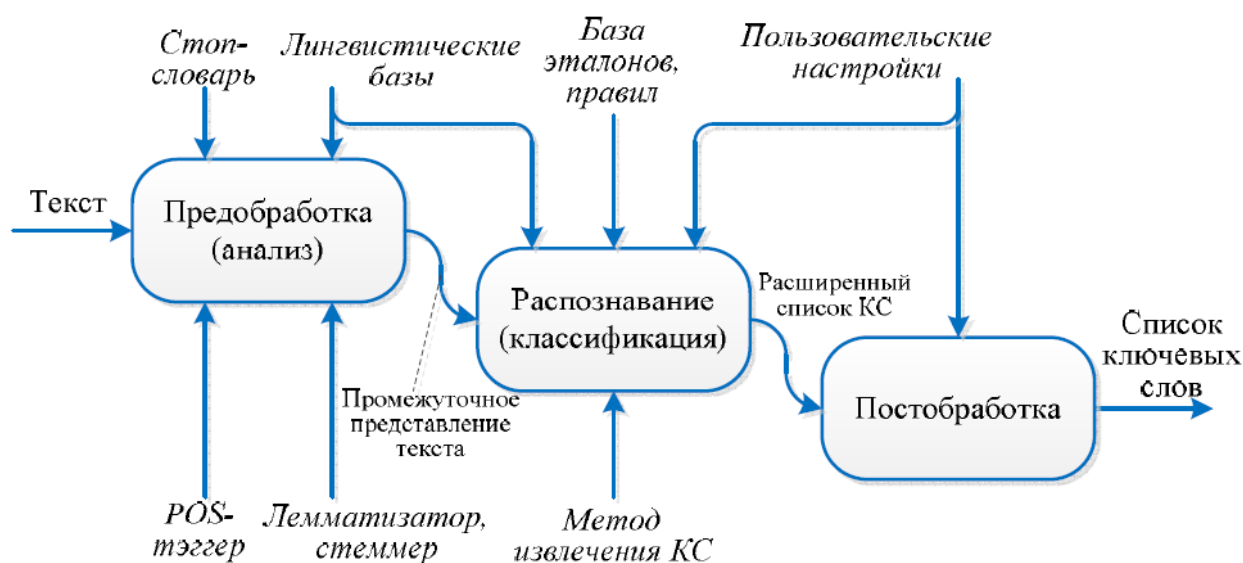 Стоп-
словарь
Лингвистические
базы
База
эталонов,
правил
Пользовательские
настройки
Текст
Предобработка
(анализ)
Распознавание
(классификация)
Расширенный
список КС
Список
ключевых
слов
Постобработка
Промежуточное
представление
текста
POS-
тэггер
Лемматизатор,
стеммер
Метод
извлечения КС